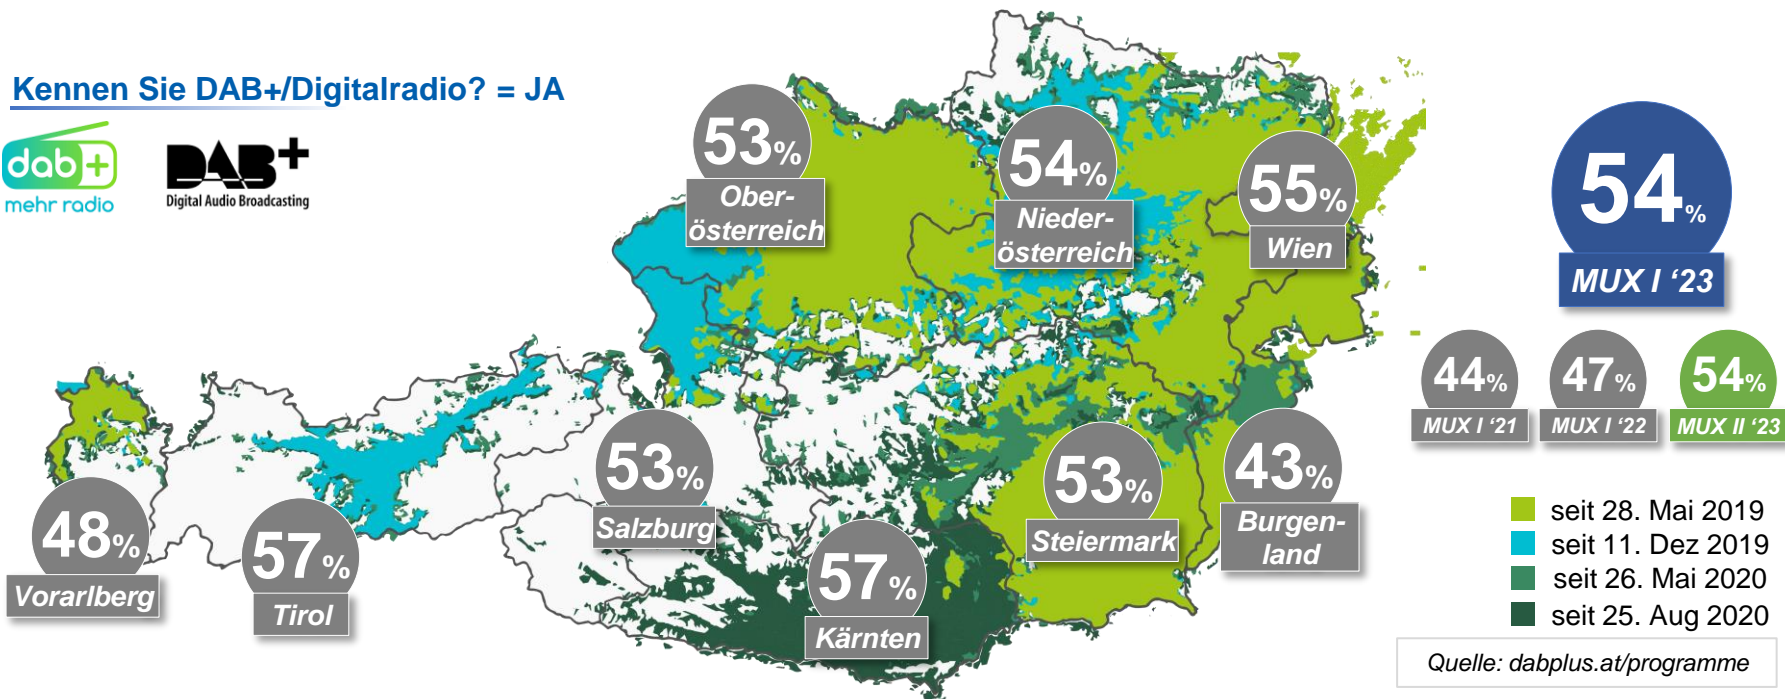 Kennen Sie DAB+/Digitalradio? = JA
dab+
mehr radio
DAB+
Digital Audio Broadcasting
53%
Ober-
österreich
54%
Nieder-
österreich
55%
Wien
54%
MUX I ‘23
44%
MUX I ‘21
47%
MUX I ‘22
54%
MUX II ‘23
48%
Vorarlberg
57%
Tirol
53%
Salzburg
57%
Kärnten
53%
Steiermark
43%
Burgen-
land
seit 28. Mai 2019
seit 11. Dez 2019
seit 26. Mai 2020
seit 25. Aug 2020
Quelle: dabplus.at/programme